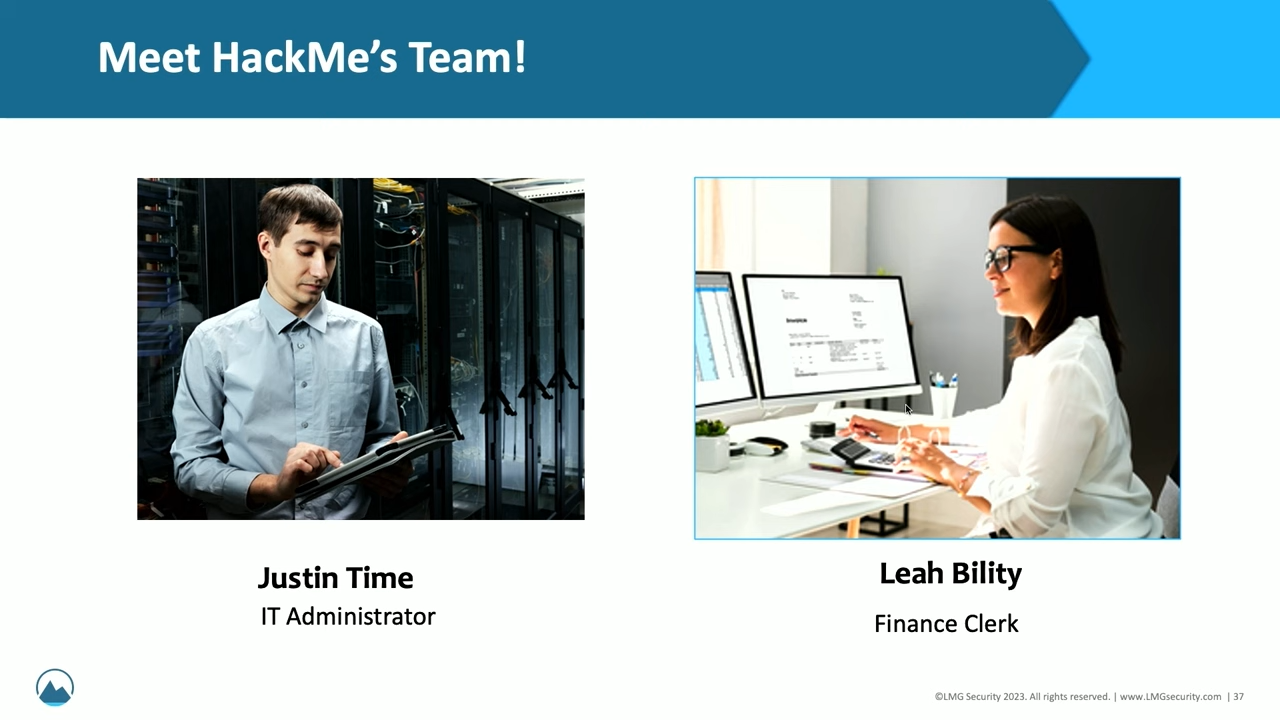 Meet HackMe's Team!
INVOICE
Justin Time
IT Administrator
Leah Bility
Finance Clerk
©LMG Security 2023. All rights reserved. | www.LMGsecurity.com | 37